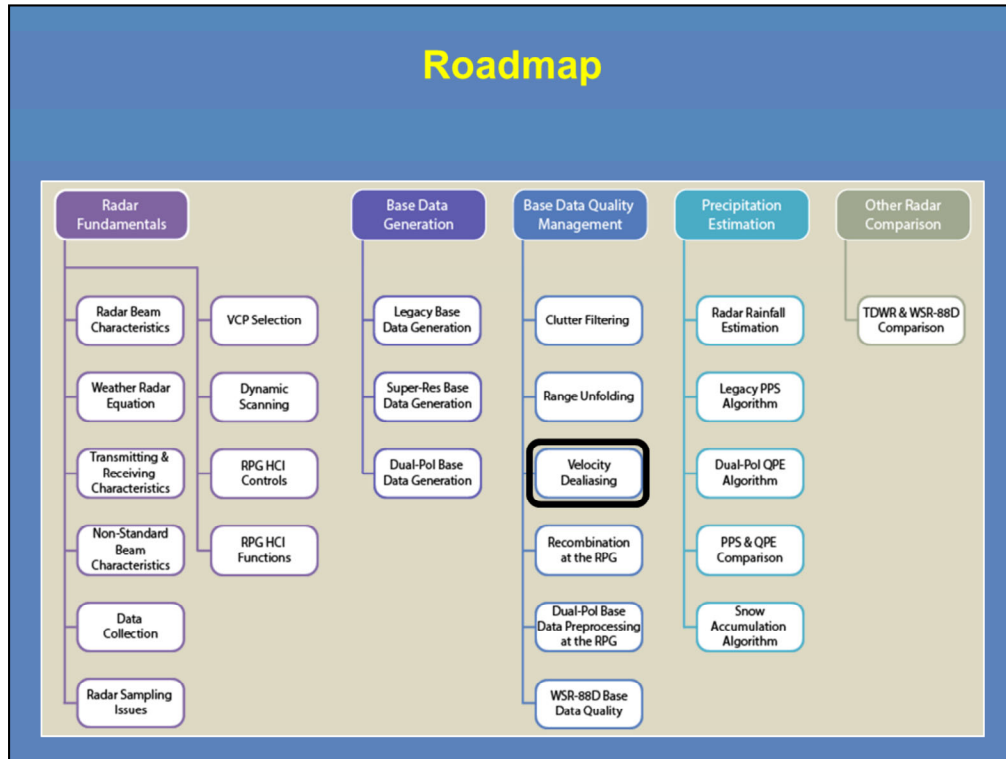 Roadmap
Radar
Fundamentals
Radar Beam
Characteristics
Weather Radar
Equation
Transmitting &
Receiving
Characteristics
Non-Standard
Beam
Characteristics
Data
Collection
Radar Sampling
Issues
VCP Selection
Dynamic
Scanning
RPG HCI
Controls
RPG HCI
Functions
Base Data
Generation
Legacy Base
Data Generation
Super-Res Base
Data Generation
Dual-Pol Base
Data Generation
Base Data Quality
Management
Clutter Filtering
Range Unfolding
Velocity
Dealiasing
Recombination
at the RPG
Dual-Pol Base
Data Preprocessing
at the RPG
WSR-88D Base
Data Quality
Precipitation
Estimation
Radar Rainfall
Estimation
Legacy PPS
Algorithm
Dual-Pol QPE
Algorithm
PPS & QPE
Comparison
Snow
Accumulation
Algorithm
Other Radar
Comparison
TDWR & WSR-88D
Comparison